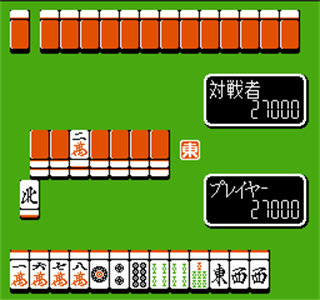 対戦者
27000
二萬
東
北
プレイヤー
27000
一萬 六萬 七萬 八萬 東 西 西